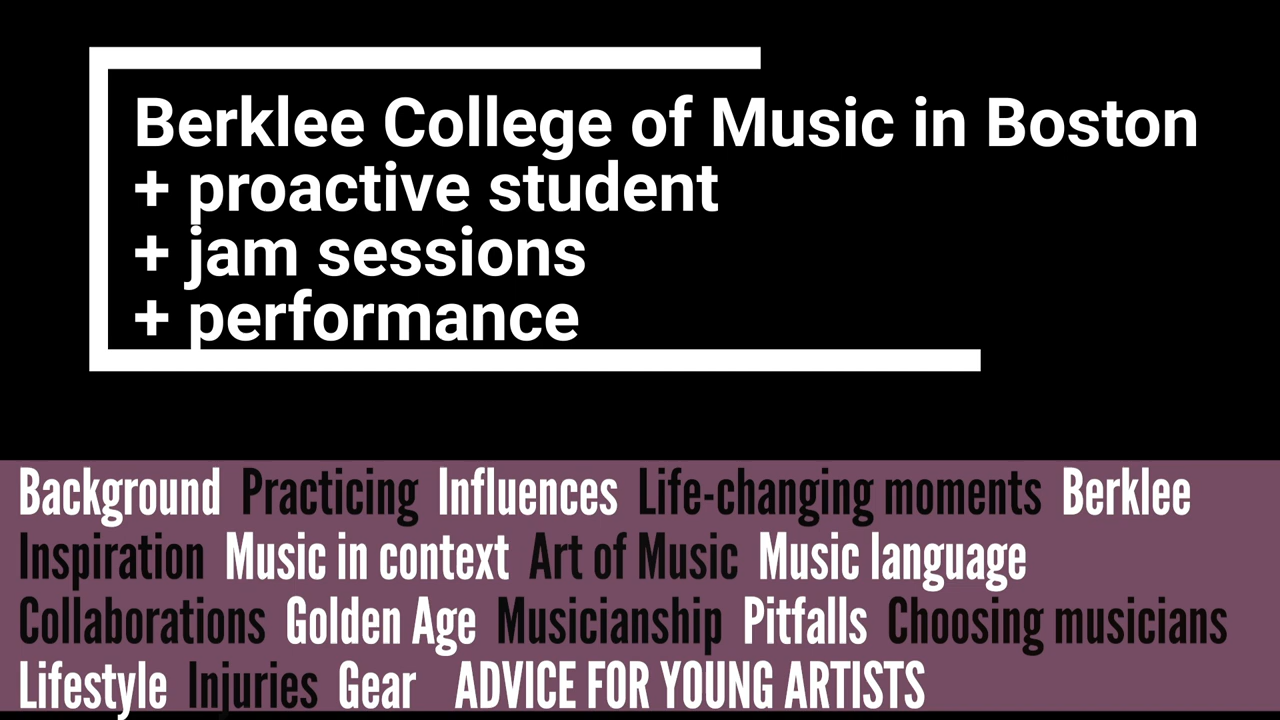 Berklee College of Music in Boston
+ proactive student
+ jam sessions
+ performance
Background Practicing Influences Life-changing moments Berklee
Inspiration Music in context Art of Music Music language
Collaborations Golden Age Musicianship Pitfalls Choosing musicians
Lifestyle Injuries Gear ADVICE FOR YOUNG ARTISTS